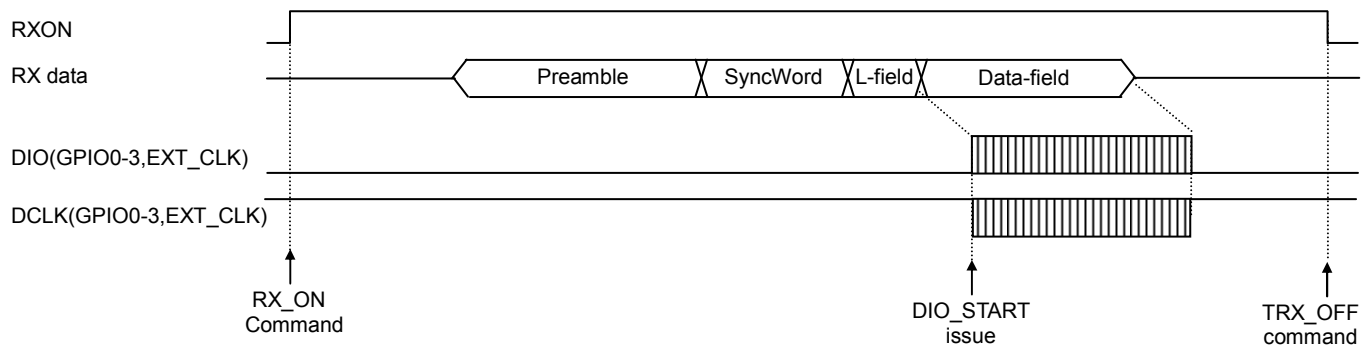 RXON
RX data
Preamble
SyncWord
L-field
Data-field
DIO(GPIO0-3,EXT_CLK)
DCLK(GPIO0-3,EXT_CLK)
RX_ON
Command
DIO_START
issue
TRX_OFF
command